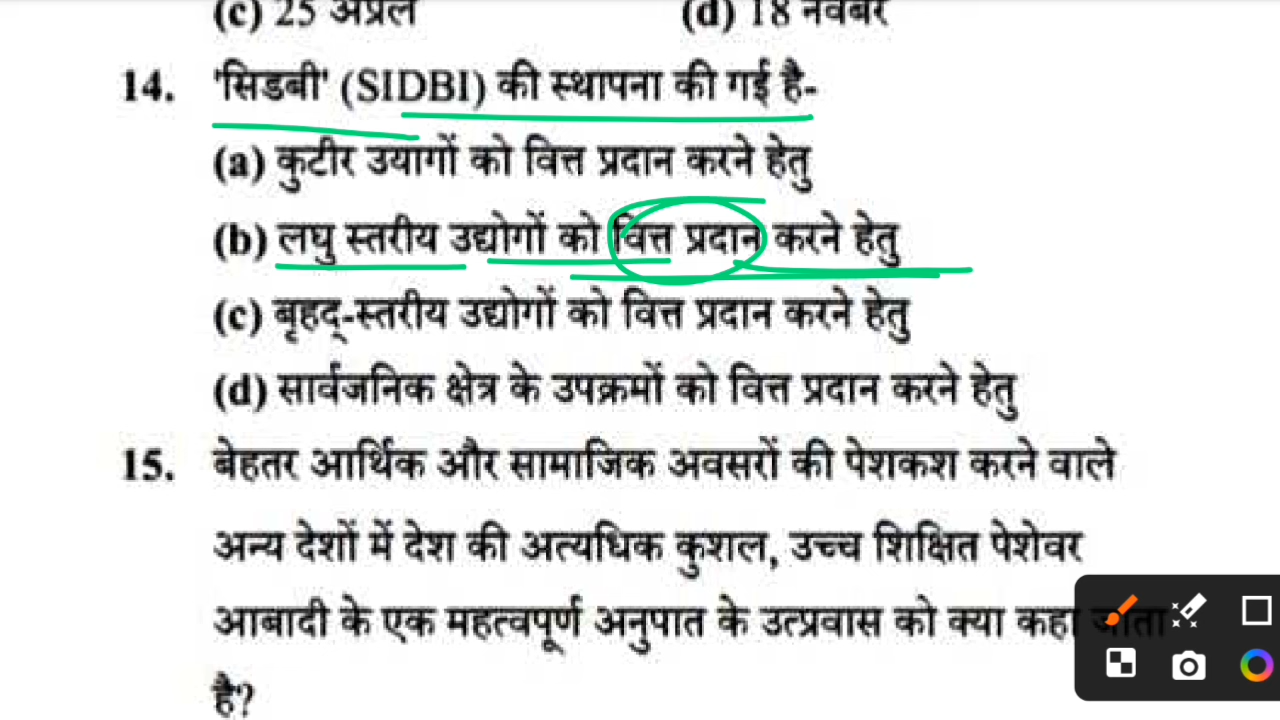 (c) 25 अप्रैल (d) 18 नवंबर
14. 'सिडबी' (SIDBI) की स्थापना की गई है-
(a) कुटीर उयागों को वित्त प्रदान करने हेतु
(b) लघु स्तरीय उद्योगों को वित्त प्रदान करने हेतु
(c) बृहद्-स्तरीय उद्योगों को वित्त प्रदान करने हेतु
(d) सार्वजनिक क्षेत्र के उपक्रमों को वित्त प्रदान करने हेतु
15. बेहतर आर्थिक और सामाजिक अवसरों की पेशकश करने वाले
अन्य देशों में देश की अत्यधिक कुशल, उच्च शिक्षित पेशेवर
आबादी के एक महत्वपूर्ण अनुपात के उत्प्रवास को क्या कहा जाता
है?